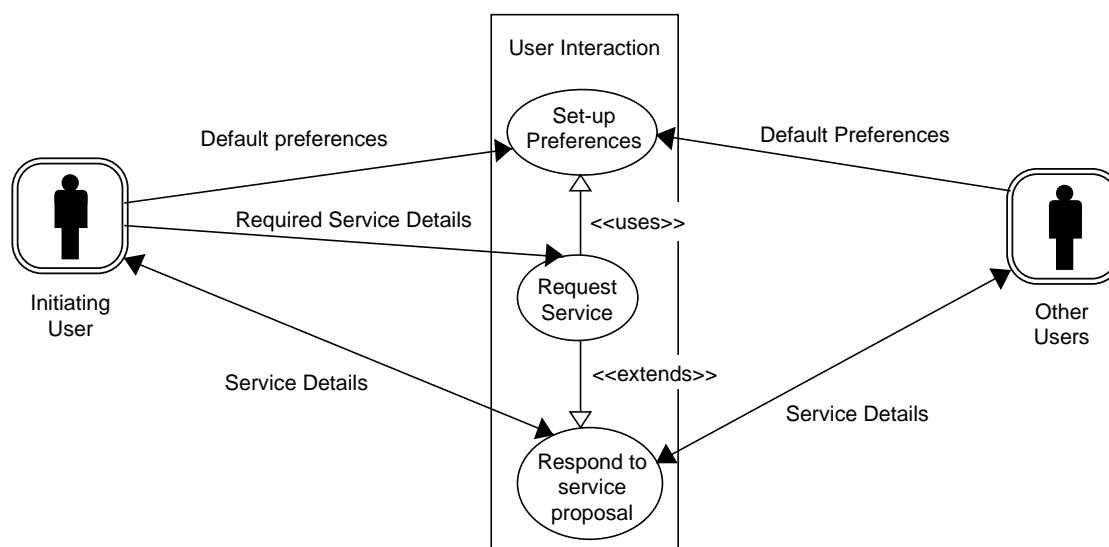 User Interaction
Set-up
Preferences
Default preferences
Default Preferences
Required Service Details
<<uses>>
Initiating
User
Request
Service
Other
Users
<<extends>>
Service Details
Service Details
Respond to
service
proposal